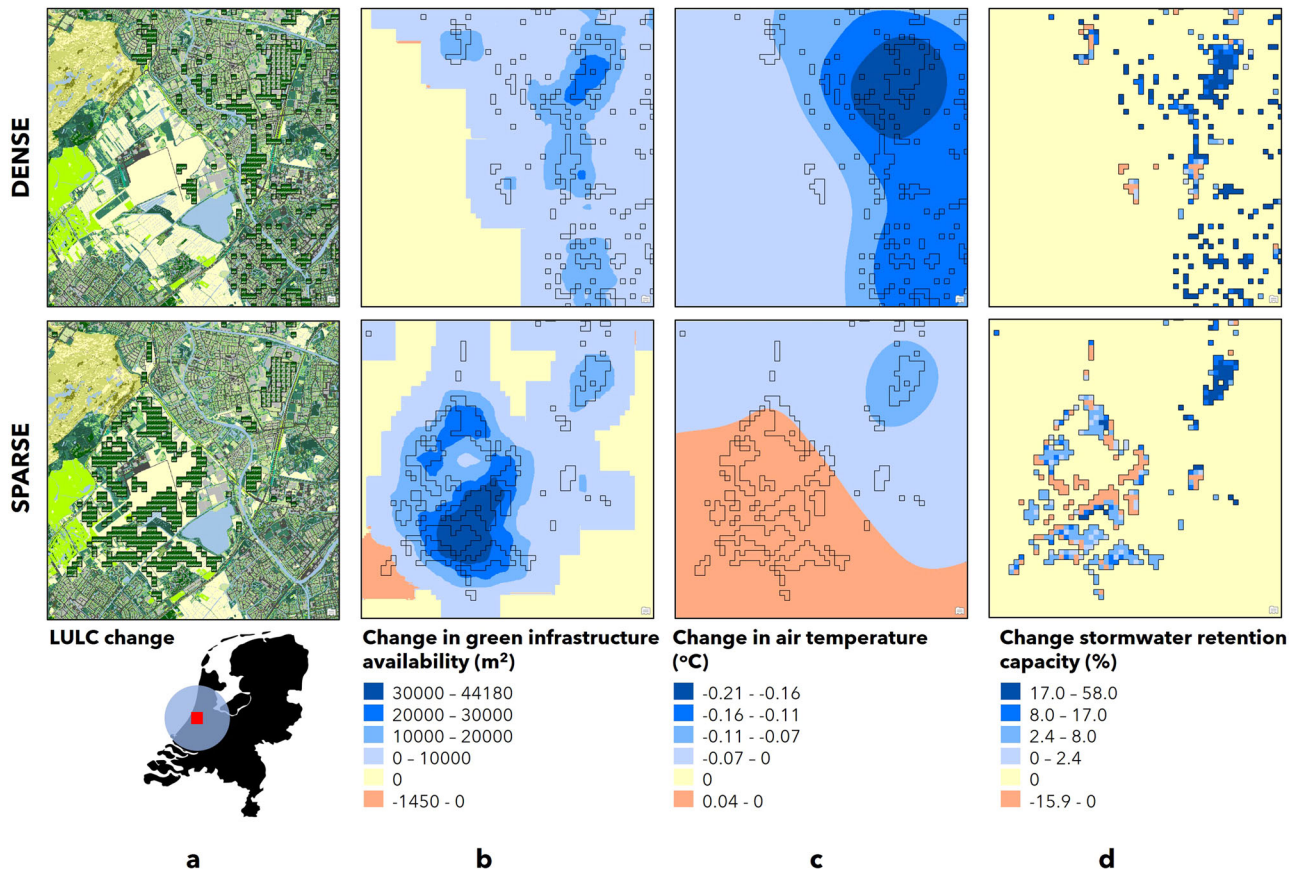 DENSE
SPARSE
LULC change
Change in green infrastructure
availability (m²)
30000 – 44180
20000 – 30000
10000 – 20000
0 – 10000
0
-1450 - 0
Change in air temperature
(ºC)
-0.21 - -0.16
-0.16 - -0.11
-0.11 - -0.07
-0.07 - 0
0
0.04 - 0
Change stormwater retention
capacity (%)
17.0 – 58.0
8.0 – 17.0
2.4 – 8.0
0 – 2.4
0
-15.9 - 0
a
b
c
d